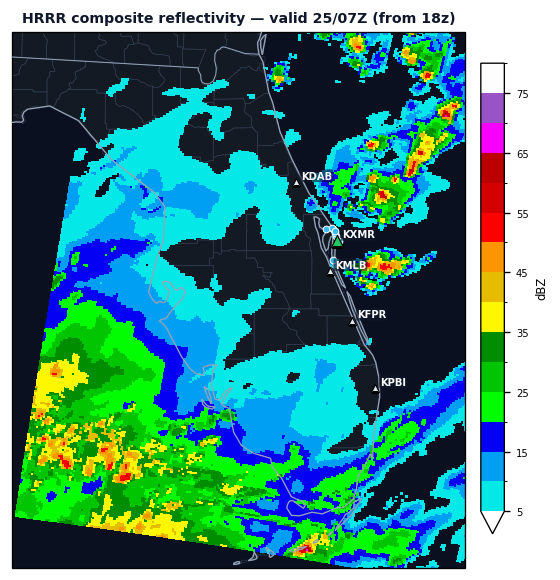 HRRR composite reflectivity — valid 25/07Z (from 18z)
KDAB
KXMR
KMLB
KFPR
KPBI
75
65
55
45
35
25
15
5
dBZ